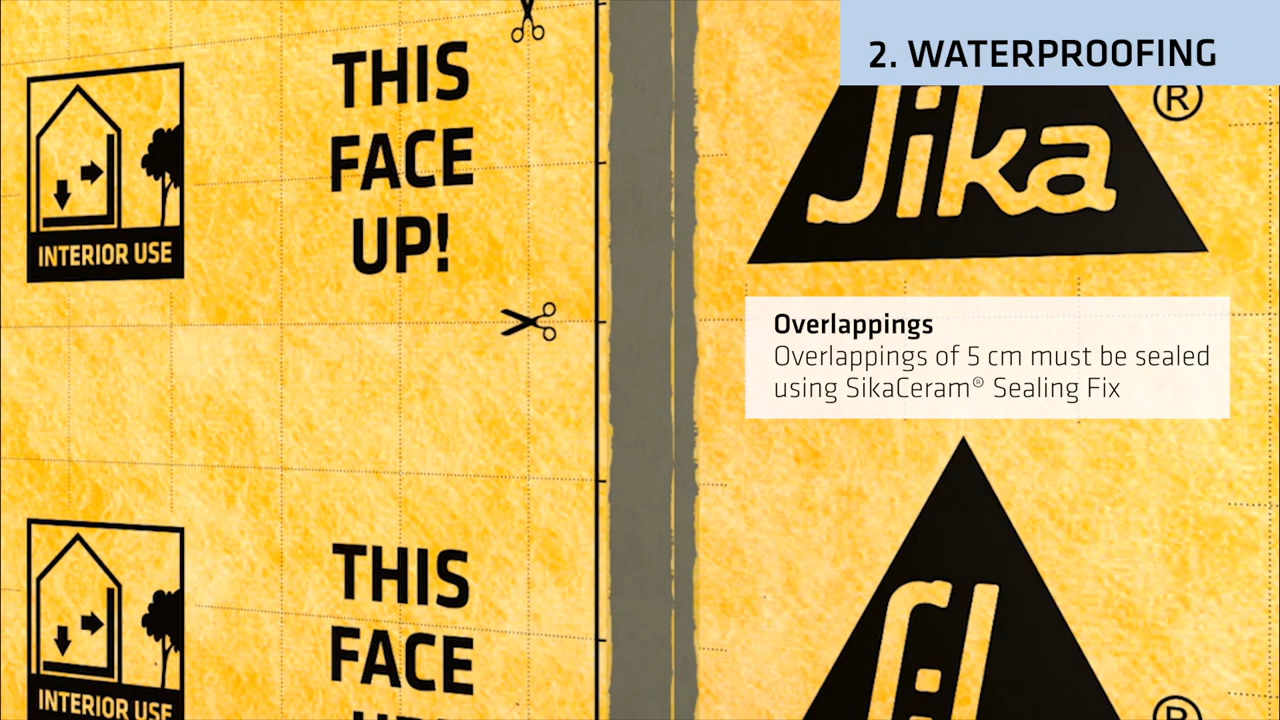 2. WATERPROOFING
THIS
FACE
UP!
INTERIOR USE
Sika
®
Overlappings
Overlappings of 5 cm must be sealed
using SikaCeram® Sealing Fix
THIS
FACE
INTERIOR USE
®